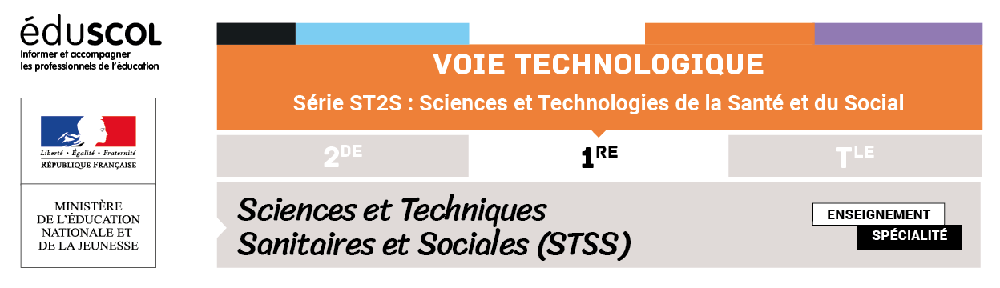 éduSCOL
Informer et accompagner
les professionnels de l'éducation
Liberté • Égalité • Fraternité
RÉPUBLIQUE FRANÇAISE
MINISTÈRE
DE L'ÉDUCATION
NATIONALE ET
DE LA JEUNESSE
VOIE TECHNOLOGIQUE
Série ST2S : Sciences et Technologies de la Santé et du Social
2DE
1RE
TLE
Sciences et Techniques
Sanitaires et Sociales (STSS)
ENSEIGNEMENT
SPÉCIALITÉ